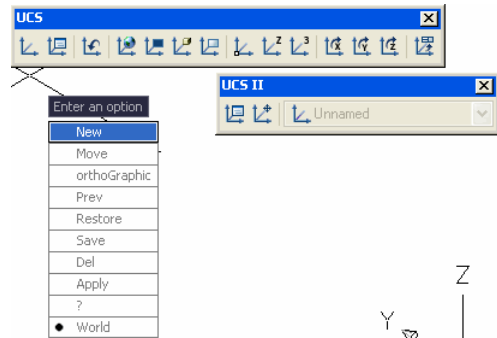 UCS
UCS II
Unnamed
Enter an option
New
Move
orthoGraphic
Prev
Restore
Save
Del
Apply
?
World
Z
Y